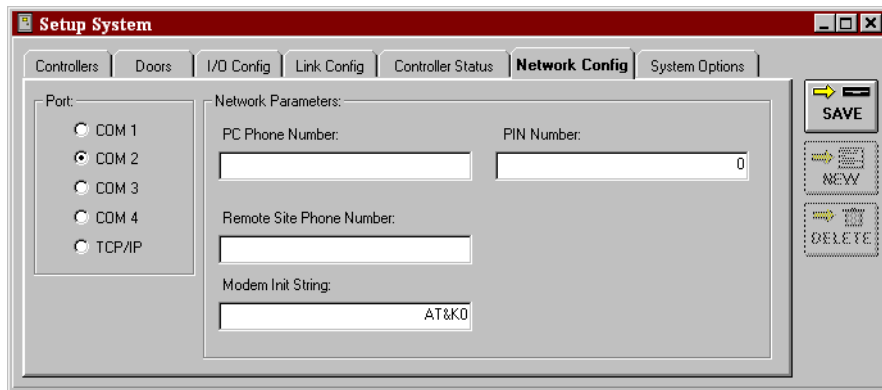 Setup System
Controllers Doors I/O Config Link Config Controller Status Network Config System Options
Port:
COM 1
COM 2
COM 3
COM 4
TCP/IP
Network Parameters:
PC Phone Number:
PIN Number:
0
Remote Site Phone Number:
Modem Init String:
AT&K0
SAVE
NEW
DELETE